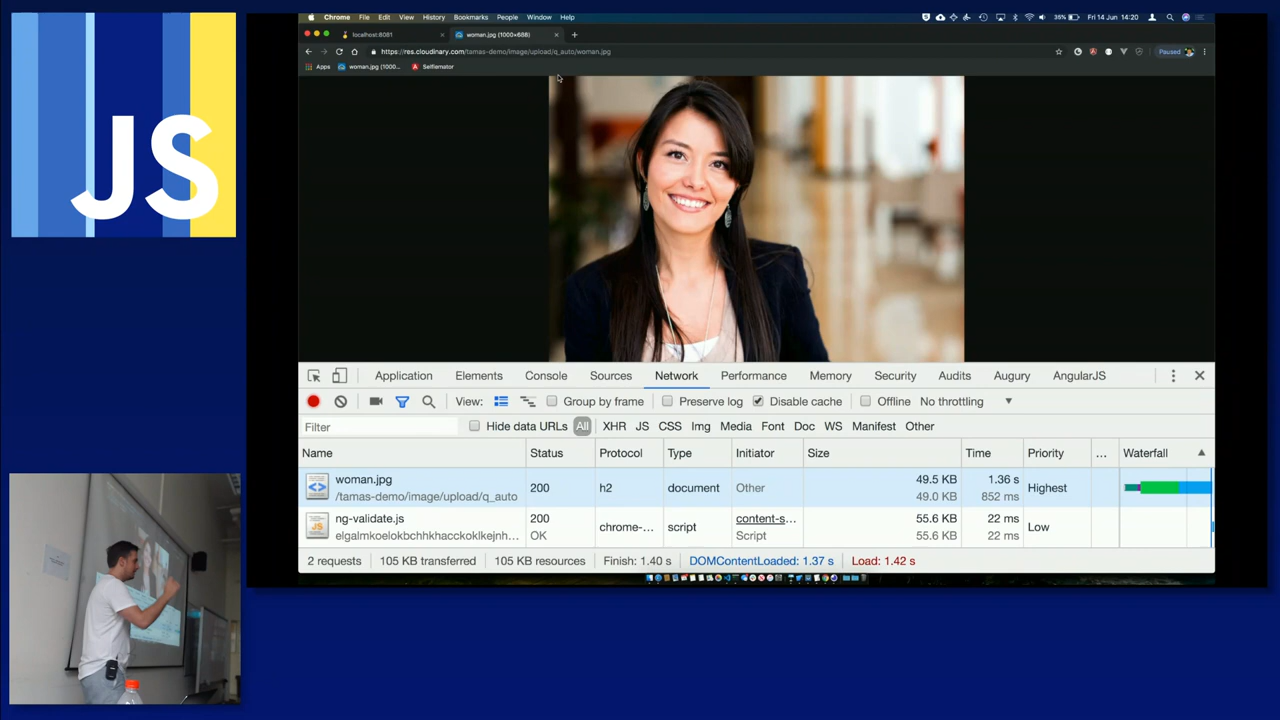 JS
Chrome File Edit View History Bookmarks People Window Help
36% Fri 14 Jun 14:20
localhost:8081
woman.jpg (1000×688)
https://res.cloudinary.com/tamas-demo/image/upload/q_auto/woman.jpg
Paused
Apps woman.jpg (1000... Selflemstor
Application Elements Console Sources Network Performance Memory Security Audits Augury AngularJS
View: Group by frame Preserve log Disable cache Offline No throttling
Filter Hide data URLs All XHR JS CSS Img Media Font Doc WS Manifest Other
Name Status Protocol Type Initiator Size Time Priority ... Waterfall
woman.jpg 200 h2 document Other 49.5 KB 1.36 s Highest
/tamas-demo/image/upload/q_auto 49.0 KB 852 ms
ng-validate.js 200 chrome-... script content-s... 55.6 KB 22 ms Low
elgalmkoelokbchhkhacckoklkejnh... OK Script 55.6 KB 22 ms
2 requests 105 KB transferred 105 KB resources Finish: 1.40 s DOMContentLoaded: 1.37 s Load: 1.42 s